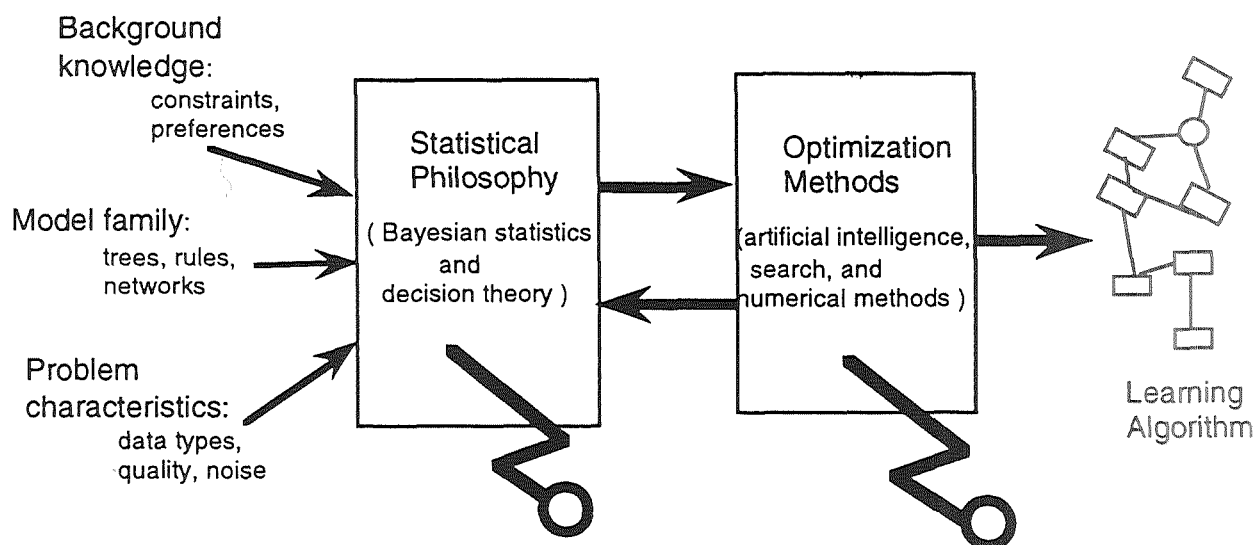 Background
knowledge:
constraints,
preferences
Model family:
trees, rules,
networks
Problem
characteristics:
data types,
quality, noise
Statistical
Philosophy
( Bayesian statistics
and
decision theory )
Optimization
Methods
(artificial intelligence,
search, and
numerical methods )
Learning
Algorithm